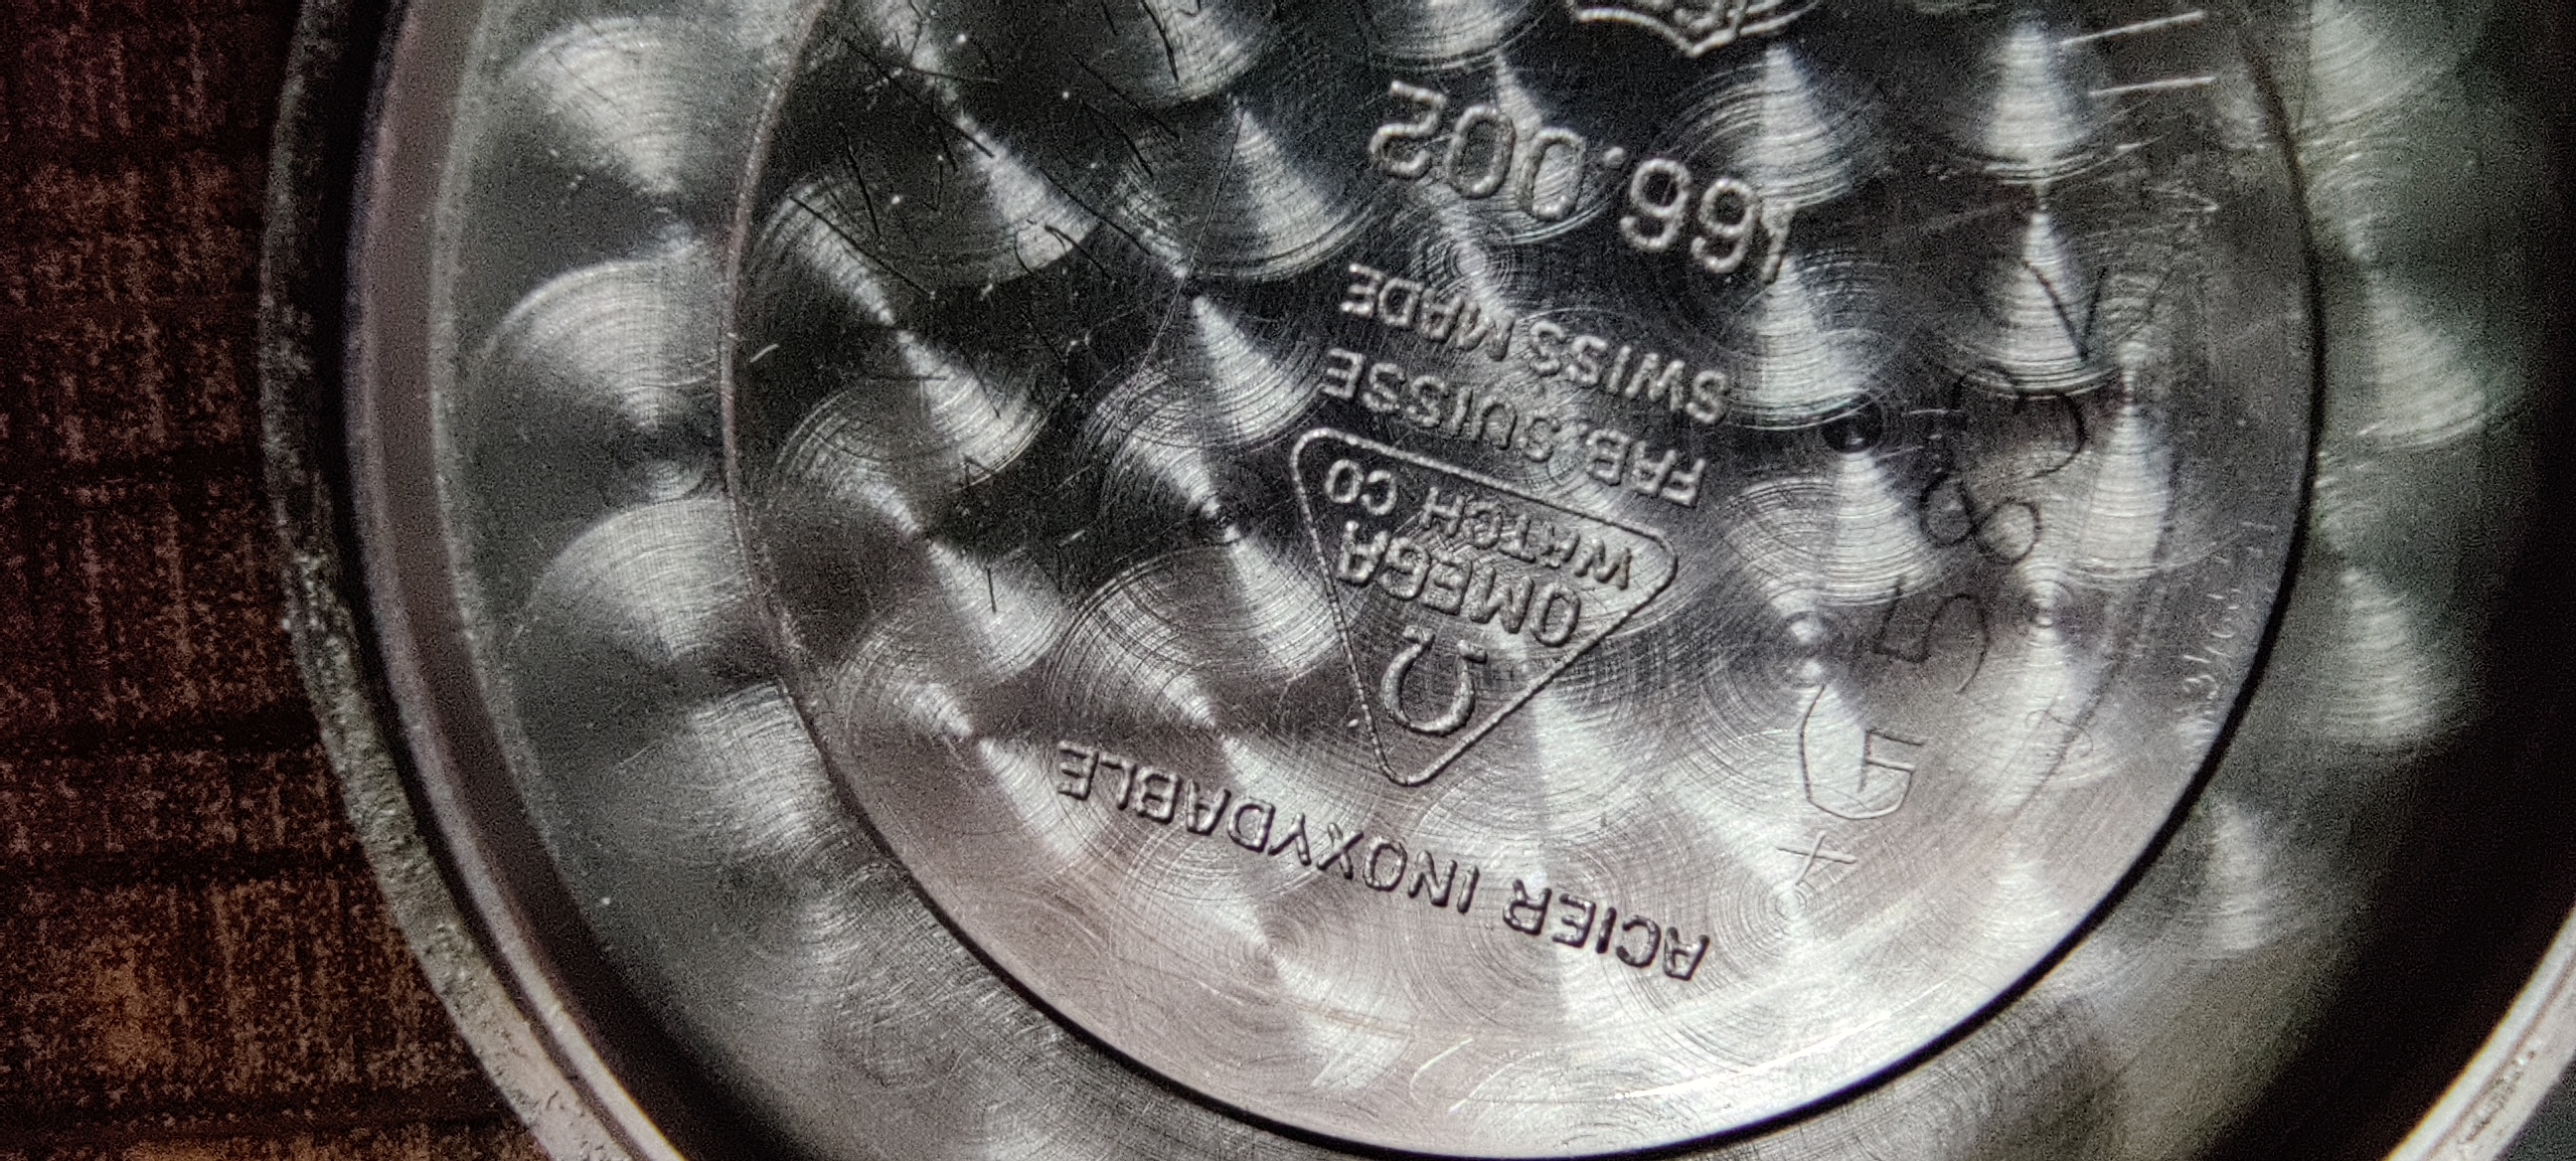 ACIER INOXYDABLE
Ω
OMEGA
WATCH CO
FAB. SUISSE
SWISS MADE
166.002